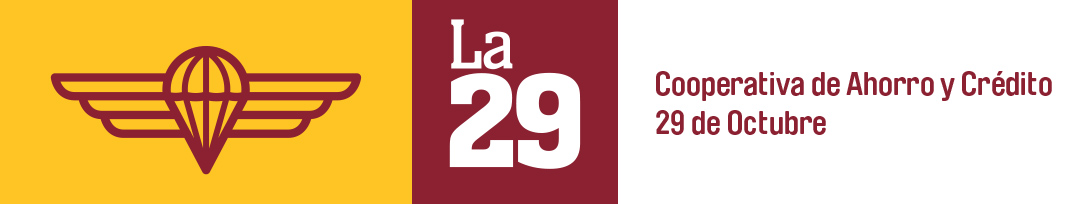 La
29
Cooperativa de Ahorro y Crédito
29 de Octubre